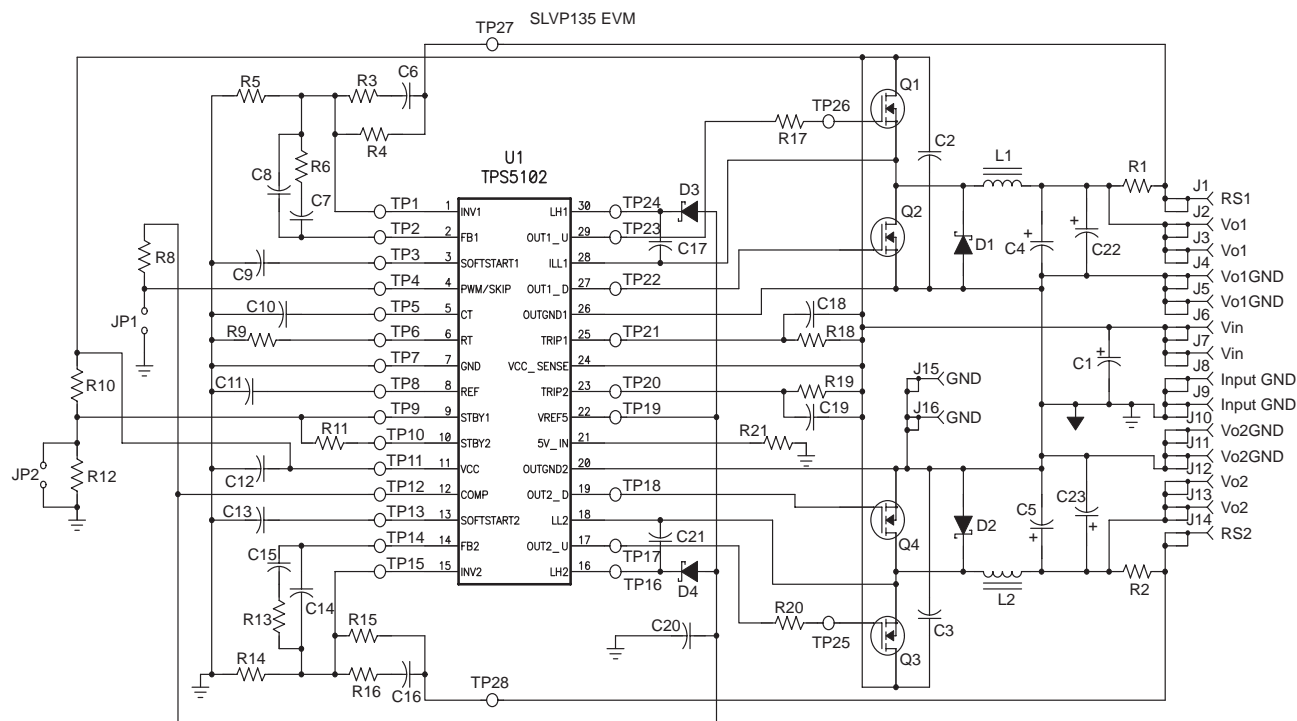 SLVP135 EVM
TP27
R5
R3
C6
R4
R6
C8
C7
U1
TPS5102
Q1
TP26
R17
C2
L1
R1
Q2
D1
C4
C22
D3
C17
J1
RS1
J2
Vo1
J3
Vo1
J4
Vo1GND
J5
Vo1GND
J6
Vin
J7
Vin
J8
Input GND
J9
Input GND
J10
Vo2GND
J11
Vo2GND
J12
Vo2
J13
Vo2
J14
RS2
TP1 1 INV1 LH1 30 TP24
TP2 2 FB1 OUT1_U 29 TP23
TP3 3 SOFTSTART1 ILL1 28
TP4 4 PWM/SKIP OUT1_D 27 TP22
TP5 5 CT OUTGND1 26
TP6 6 RT TRIP1 25 TP21
TP7 7 GND VCC_SENSE 24
TP8 8 REF TRIP2 23 TP20
TP9 9 STBY1 VREF5 22 TP19
TP10 10 STBY2 5V_IN 21
TP11 11 VCC OUTGND2 20
TP12 12 COMP OUT2_D 19 TP18
TP13 13 SOFTSTART2 LL2 18
TP14 14 FB2 OUT2_U 17 TP17
TP15 15 INV2 LH2 16 TP16
R8
C9
C10
JP1
R9
C11
R10
R11
JP2
R12
C12
C13
C15
C14
R13
R14
R15
R16
C16
C18
R18
R19
C19
R21
C1
J15
GND
J16
GND
C21
D4
C20
Q4
D2
C5
C23
R20
TP25
Q3
C3
L2
R2
TP28
+
+
+
+
+